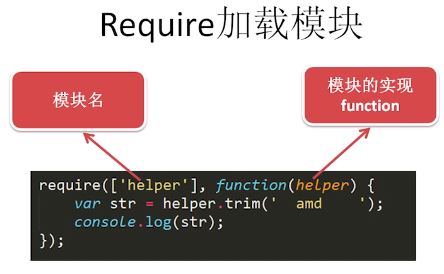 Require加载模块
模块名
模块的实现
function
require(['helper'], function(helper) {
    var str = helper.trim('  amd    ');
    console.log(str);
});